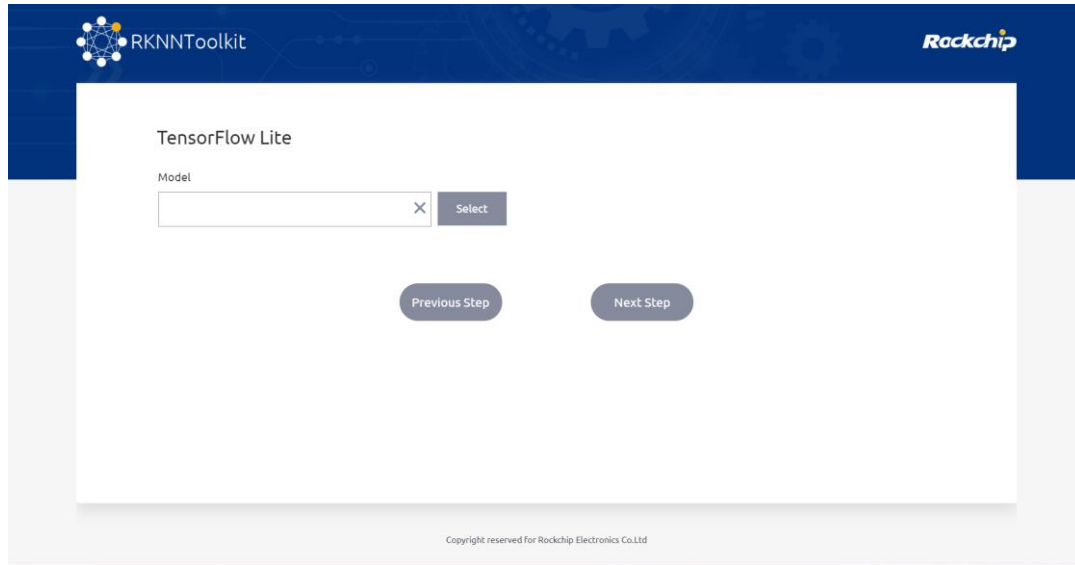 RKNNToolkit
Rockchip
TensorFlow Lite
Model
Select
Previous Step
Next Step
Copyright reserved for Rockchip Electronics Co.Ltd